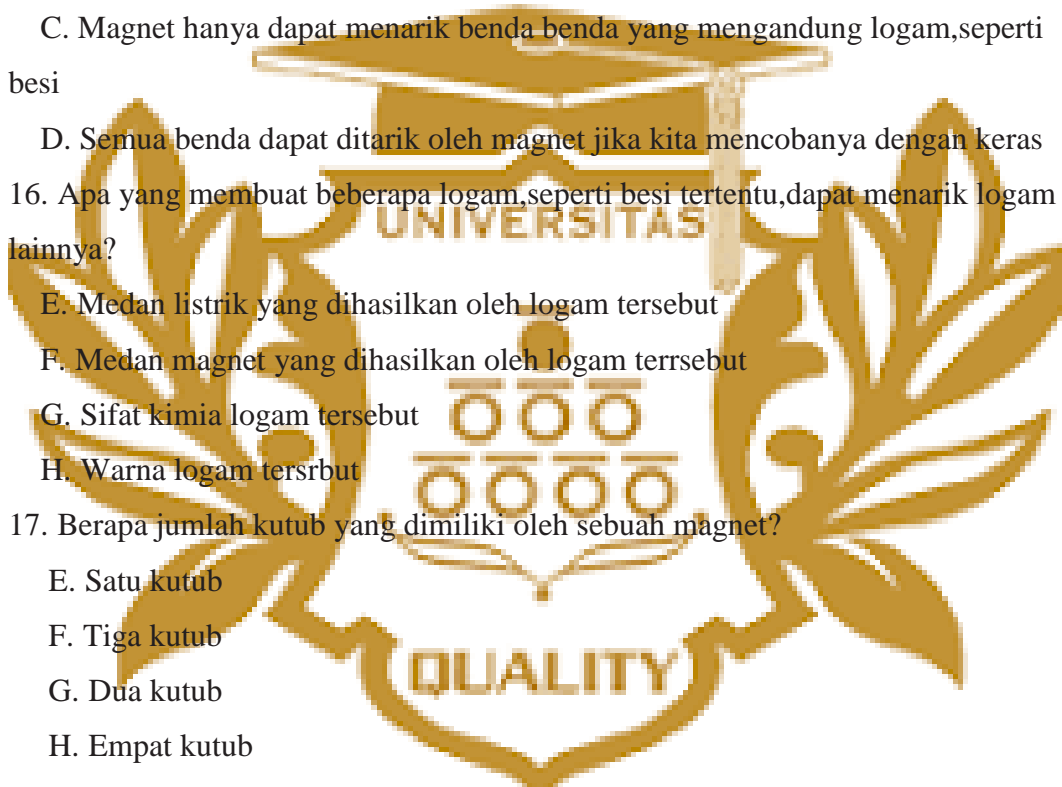 C. Magnet hanya dapat menarik benda benda yang mengandung logam,seperti
besi
D. Semua benda dapat ditarik oleh magnet jika kita mencobanya dengan keras
16. Apa yang membuat beberapa logam,seperti besi tertentu,dapat menarik logam
lainnya?
UNIVERSITAS
E. Medan listrik yang dihasilkan oleh logam tersebut
F. Medan magnet yang dihasilkan oleh logam terrsebut
G. Sifat kimia logam tersebut
H. Warna logam tersrbut
17. Berapa jumlah kutub yang dimiliki oleh sebuah magnet?
E. Satu kutub
F. Tiga kutub
QUALITY
G. Dua kutub
H. Empat kutub